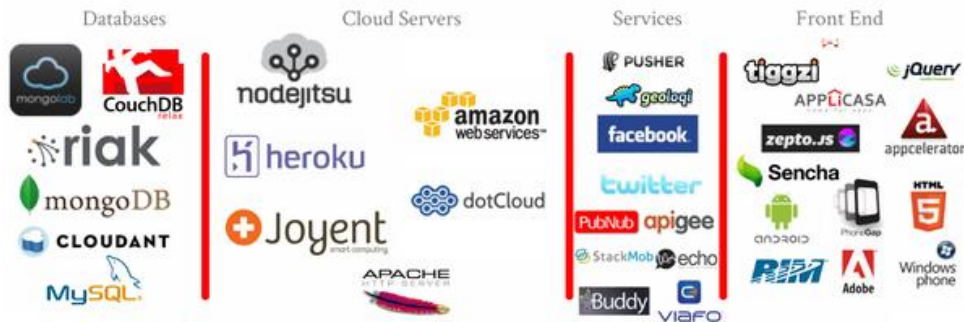 Databases
mongolab
CouchDB
relax
riak
mongoDB
CLOUDANT
MySQL
Cloud Servers
nodejitsu
amazon
webservices™
heroku
dotCloud
Joyent
smart computing
APACHE
HTTP SERVER
Services
PUSHER
geoloqi
facebook
twitter
PubNub apigee
StackMob echo
Buddy
VIAFO
Front End
tiggzi
jQuery
APPLiCASA
zepto.JS
a
appcelerator
Sencha
HTML
5
ANDROID
PhoneGap
RIM
Adobe
Windows
phone